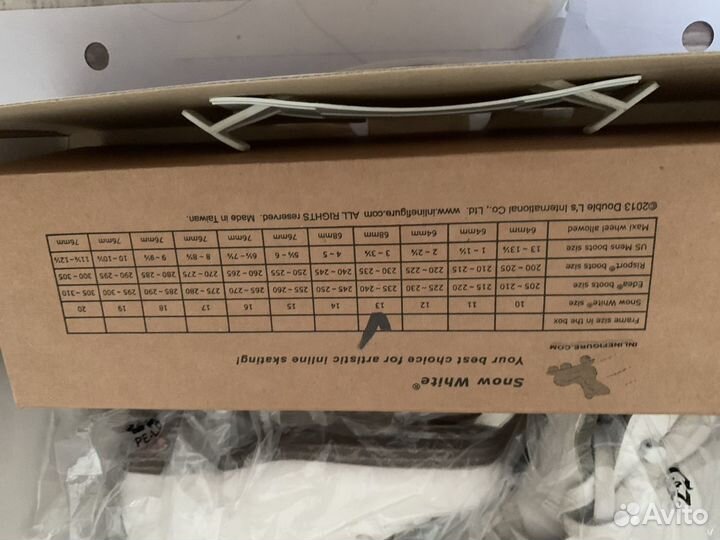 Snow White®
Your best choice for artistic inline skating!
INLINEFIGURE.COM
Frame size in the box
Snow White® size 10 11 12 13 14 15 16 17 18 19 20
Edea® boots size 205-210 215-220 225-230 235-240 245-250 255-260 265-270 275-280 285-290 295-300 305-310
Risport® boots size 200-205 210-215 220-225 230-235 240-245 250-255 260-265 270-275 280-285 290-295 300-305
US Mens boots size 13-13½ 1-1½ 2-2½ 3-3½ 4-5 5½-6 6½-7½ 8-8½ 9-9½ 10-10½ 11½-12½
Maxi wheel allowed 64mm 64mm 64mm 68mm 68mm 76mm 76mm 76mm 76mm 76mm 76mm
©2013 Double L's International Co., Ltd. www.inlinefigure.com ALL RIGHTS reserved. Made in Taiwan.
Avito